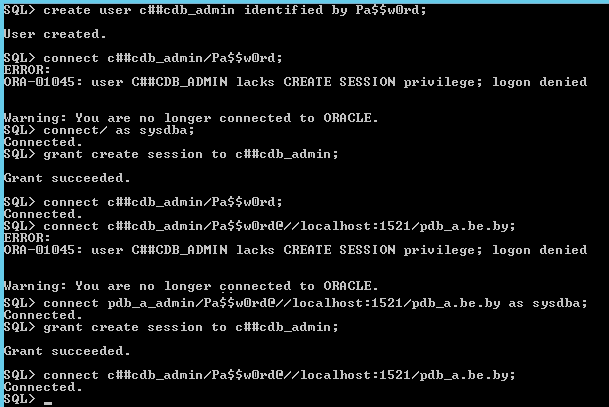 SQL> create user c##cdb_admin identified by Pa$$w0rd;
User created.
SQL> connect c##cdb_admin/Pa$$w0rd;
ERROR:
ORA-01045: user C##CDB_ADMIN lacks CREATE SESSION privilege; logon denied
Warning: You are no longer connected to ORACLE.
SQL> connect/ as sysdba;
Connected.
SQL> grant create session to c##cdb_admin;
Grant succeeded.
SQL> connect c##cdb_admin/Pa$$w0rd;
Connected.
SQL> connect c##cdb_admin/Pa$$w0rd@//localhost:1521/pdb_a.be.by;
ERROR:
ORA-01045: user C##CDB_ADMIN lacks CREATE SESSION privilege; logon denied
Warning: You are no longer connected to ORACLE.
SQL> connect pdb_a_admin/Pa$$w0rd@//localhost:1521/pdb_a.be.by as sysdba;
Connected.
SQL> grant create session to c##cdb_admin;
Grant succeeded.
SQL> connect c##cdb_admin/Pa$$w0rd@//localhost:1521/pdb_a.be.by;
Connected.
SQL> _